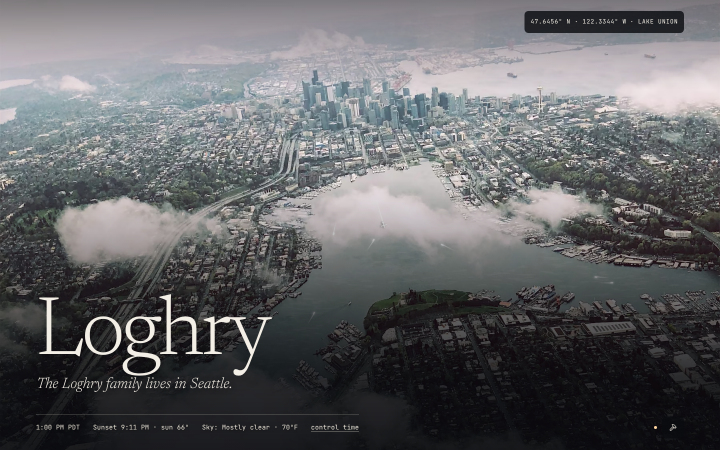 47.6456° N · 122.3344° W · LAKE UNION
Loghry
The Loghry family lives in Seattle.
1:00 PM PDT Sunset 9:11 PM · sun 66° Sky: Mostly clear · 70°F control time